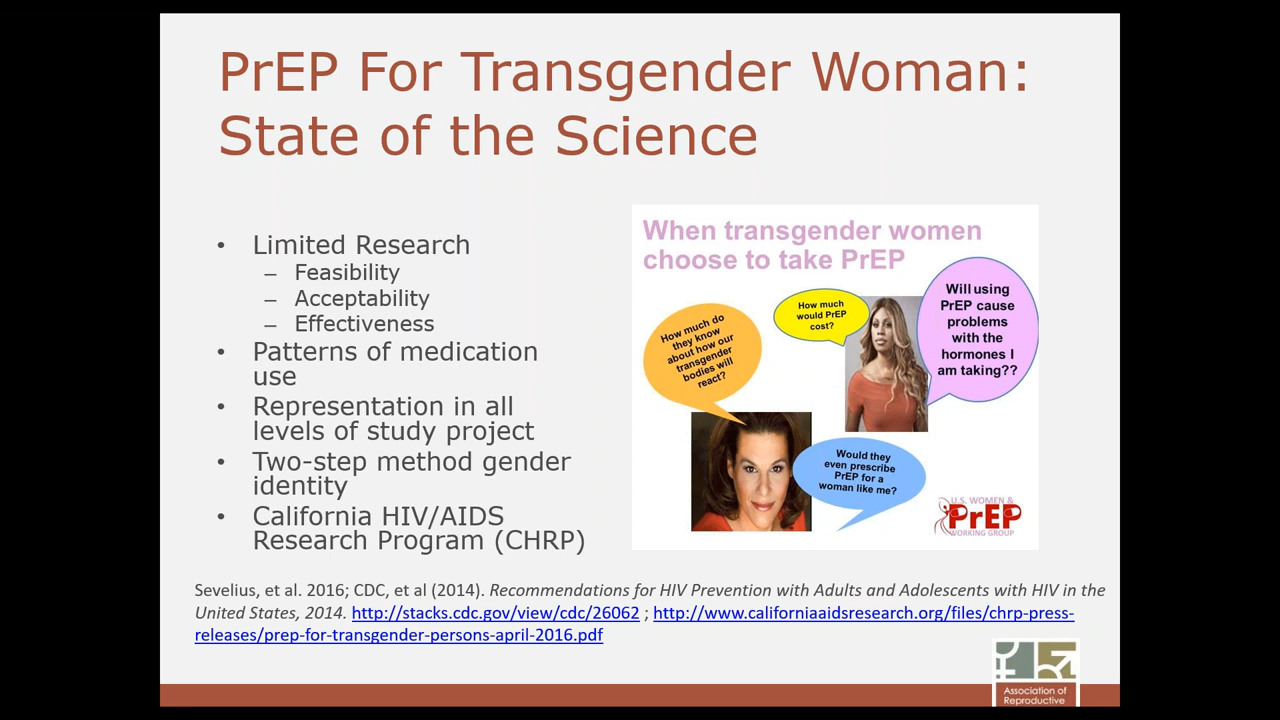 PrEP For Transgender Woman:
State of the Science
• Limited Research
– Feasibility
– Acceptability
– Effectiveness
• Patterns of medication
use
• Representation in all
levels of study project
• Two-step method gender
identity
• California HIV/AIDS
Research Program (CHRP)
When transgender women
choose to take PrEP
How much do
they know
about how our
transgender
bodies will
react?
How much
would PrEP
cost?
Will using
PrEP cause
problems
with the
hormones I
am taking??
Would they
even prescribe
PrEP for a
woman like me?
U.S. WOMEN &
PrEP
WORKING GROUP
Sevelius, et al. 2016; CDC, et al (2014). Recommendations for HIV Prevention with Adults and Adolescents with HIV in the
United States, 2014. http://stacks.cdc.gov/view/cdc/26062 ; http://www.californiaaidsresearch.org/files/chrp-press-
releases/prep-for-transgender-persons-april-2016.pdf
Association of
Reproductive